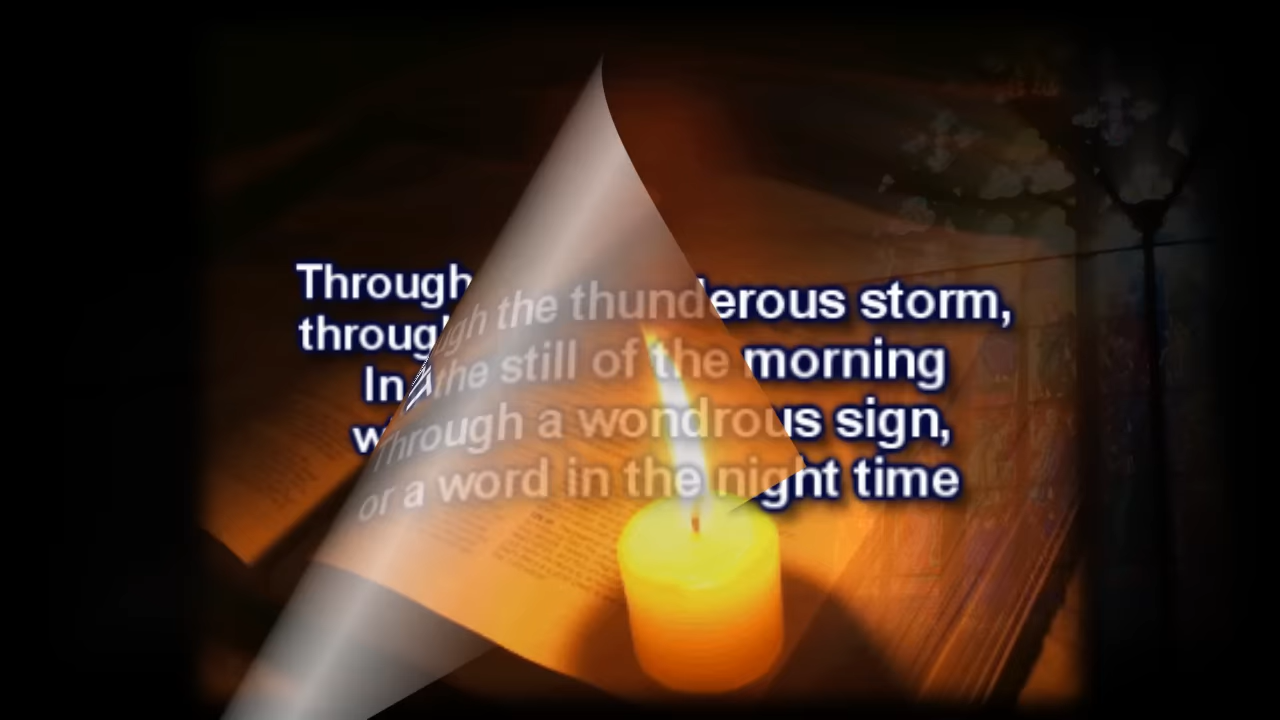 Through
through
In
the thunderous storm,
the still of the morning
Through a wondrous sign,
or a word in the night time